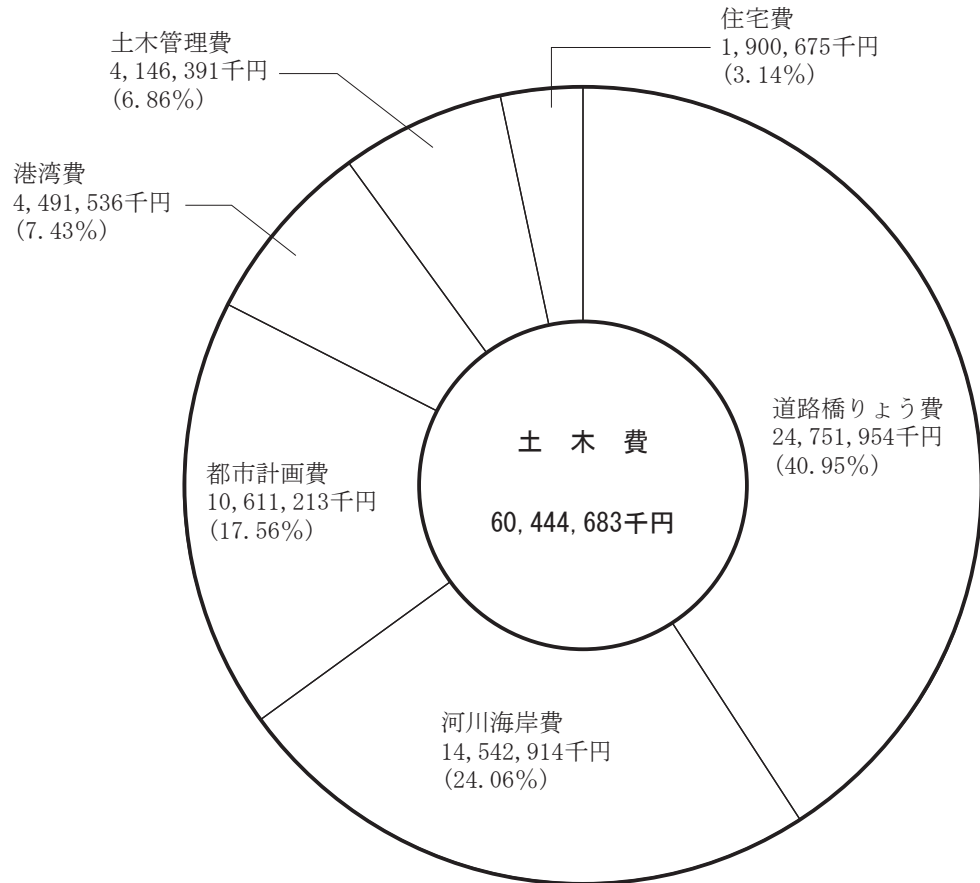 住宅費
1,900,675千円
(3.14%)
土木管理費
4,146,391千円
(6.86%)
港湾費
4,491,536千円
(7.43%)
道路橋りょう費
24,751,954千円
(40.95%)
土 木 費
60,444,683千円
都市計画費
10,611,213千円
(17.56%)
河川海岸費
14,542,914千円
(24.06%)